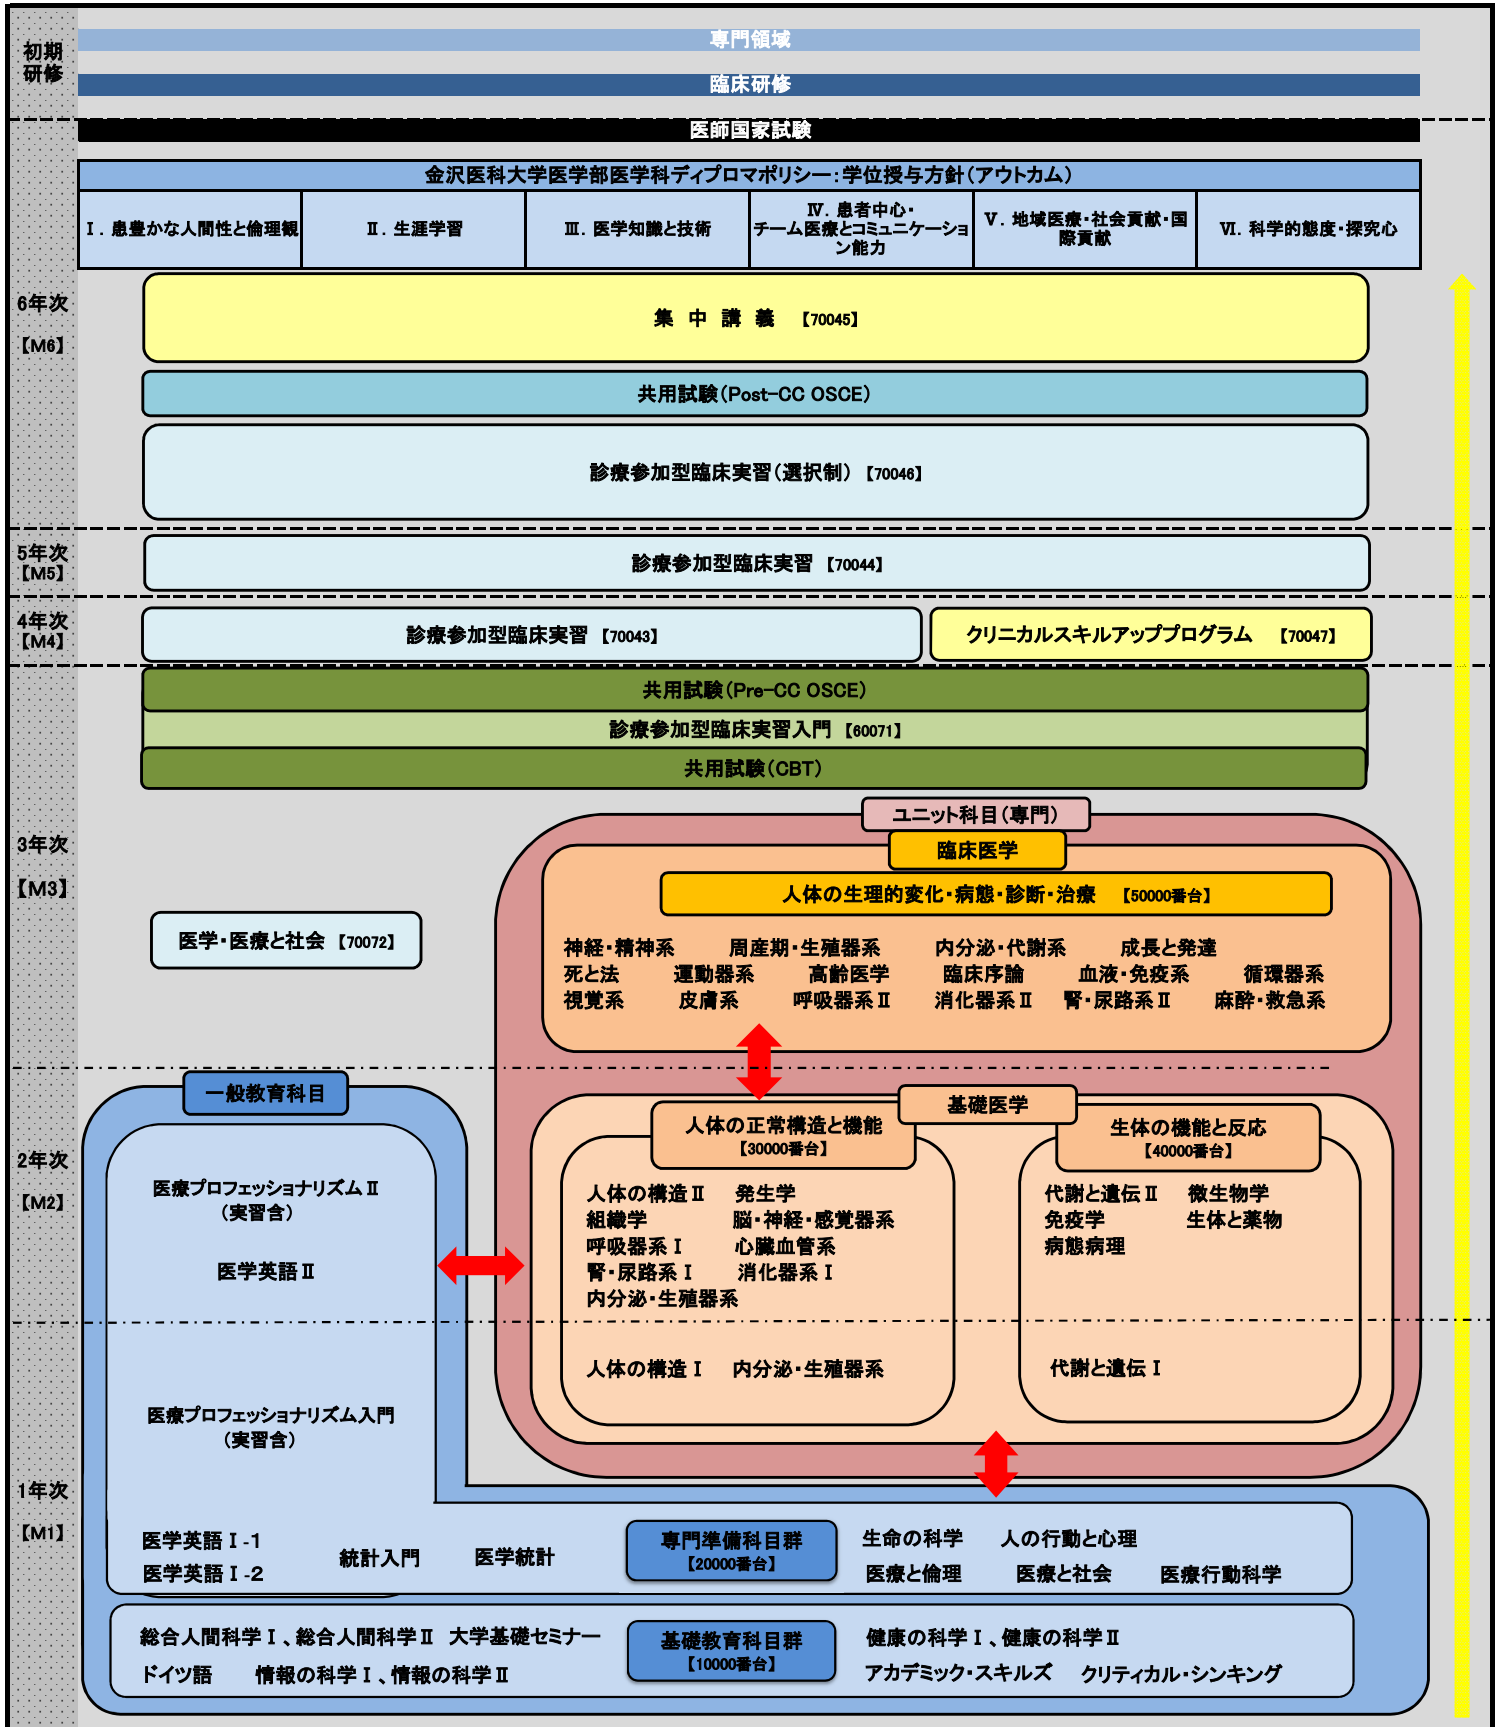 初期
研修
専門領域
臨床研修
医師国家試験
金沢医科大学医学部医学科ディプロマポリシー：学位授与方針（アウトカム）
Ⅰ．患豊かな人間性と倫理観
Ⅱ．生涯学習
Ⅲ．医学知識と技術
Ⅳ．患者中心・
チーム医療とコミュニケーショ
ン能力
Ⅴ．地域医療・社会貢献・国
際貢献
Ⅵ．科学的態度・探究心
6年次
【M6】
集　中　講　義　【70045】
共用試験（Post-CC OSCE）
診療参加型臨床実習（選択制）【70046】
5年次
【M5】
診療参加型臨床実習 【70044】
4年次
【M4】
診療参加型臨床実習 【70043】
クリニカルスキルアッププログラム　【70047】
共用試験（Pre-CC OSCE）
診療参加型臨床実習入門 【60071】
共用試験（CBT）
3年次
【M3】
ユニット科目（専門）
臨床医学
人体の生理的変化・病態・診断・治療　【50000番台】
医学・医療と社会 【70072】
神経・精神系　周産期・生殖器系　内分泌・代謝系　成長と発達
死と法　運動器系　高齢医学　臨床序論　血液・免疫系　循環器系
視覚系　皮膚系　呼吸器系Ⅱ　消化器系Ⅱ　腎・尿路系Ⅱ　麻酔・救急系
一般教育科目
基礎医学
人体の正常構造と機能
【30000番台】
生体の機能と反応
【40000番台】
2年次
【M2】
医療プロフェッショナリズムⅡ
（実習含）
医学英語Ⅱ
人体の構造Ⅱ　発生学
組織学　脳・神経・感覚器系
呼吸器系Ⅰ　心臓血管系
腎・尿路系Ⅰ　消化器系Ⅰ
内分泌・生殖器系
代謝と遺伝Ⅱ　微生物学
免疫学　生体と薬物
病態病理
人体の構造Ⅰ　内分泌・生殖器系
代謝と遺伝Ⅰ
医療プロフェッショナリズム入門
（実習含）
1年次
【M1】
医学英語Ⅰ-1
医学英語Ⅰ-2
統計入門　医学統計
専門準備科目群
【20000番台】
生命の科学　人の行動と心理
医療と倫理　医療と社会　医療行動科学
総合人間科学Ⅰ、総合人間科学Ⅱ　大学基礎セミナー
ドイツ語　情報の科学Ⅰ、情報の科学Ⅱ
基礎教育科目群
【10000番台】
健康の科学Ⅰ、健康の科学Ⅱ
アカデミック・スキルズ　クリティカル・シンキング